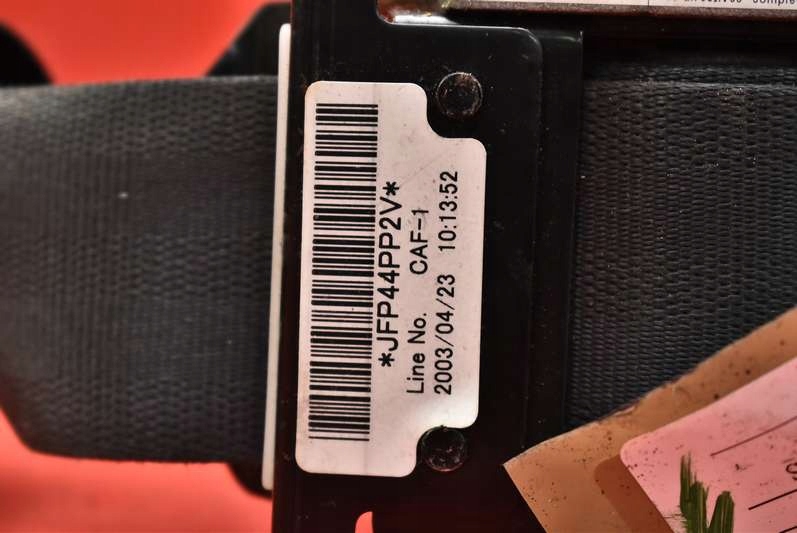 *JFP44PP2V*
Line No. CAF-1
2003/04/23 10:13:52